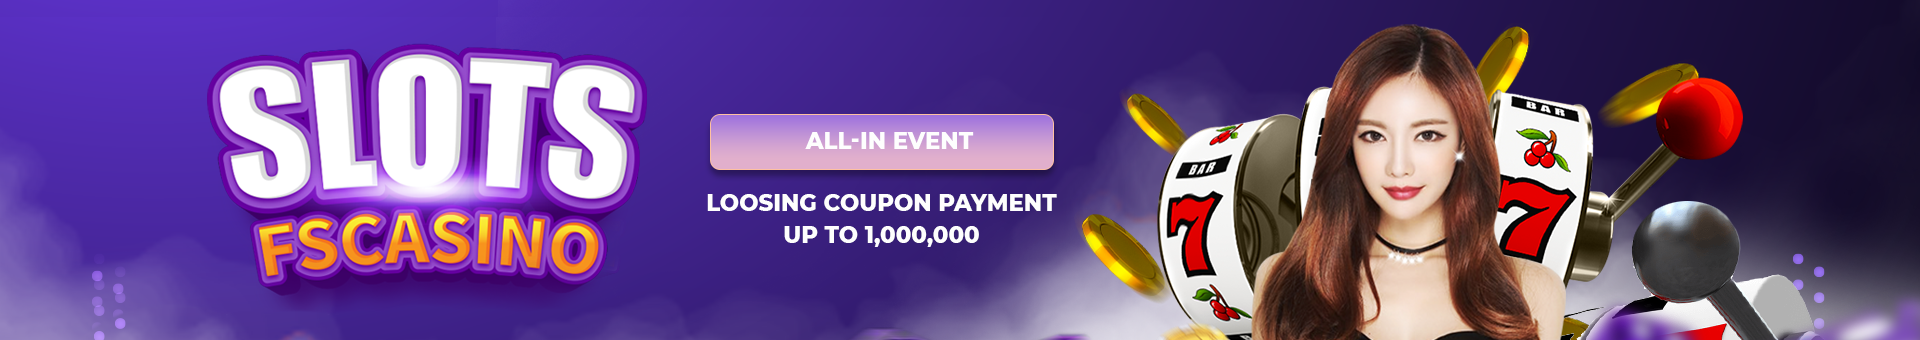 SLOTS
FSCASINO
ALL-IN EVENT
LOOSING COUPON PAYMENT
UP TO 1,000,000
BAR
7
BAR
7